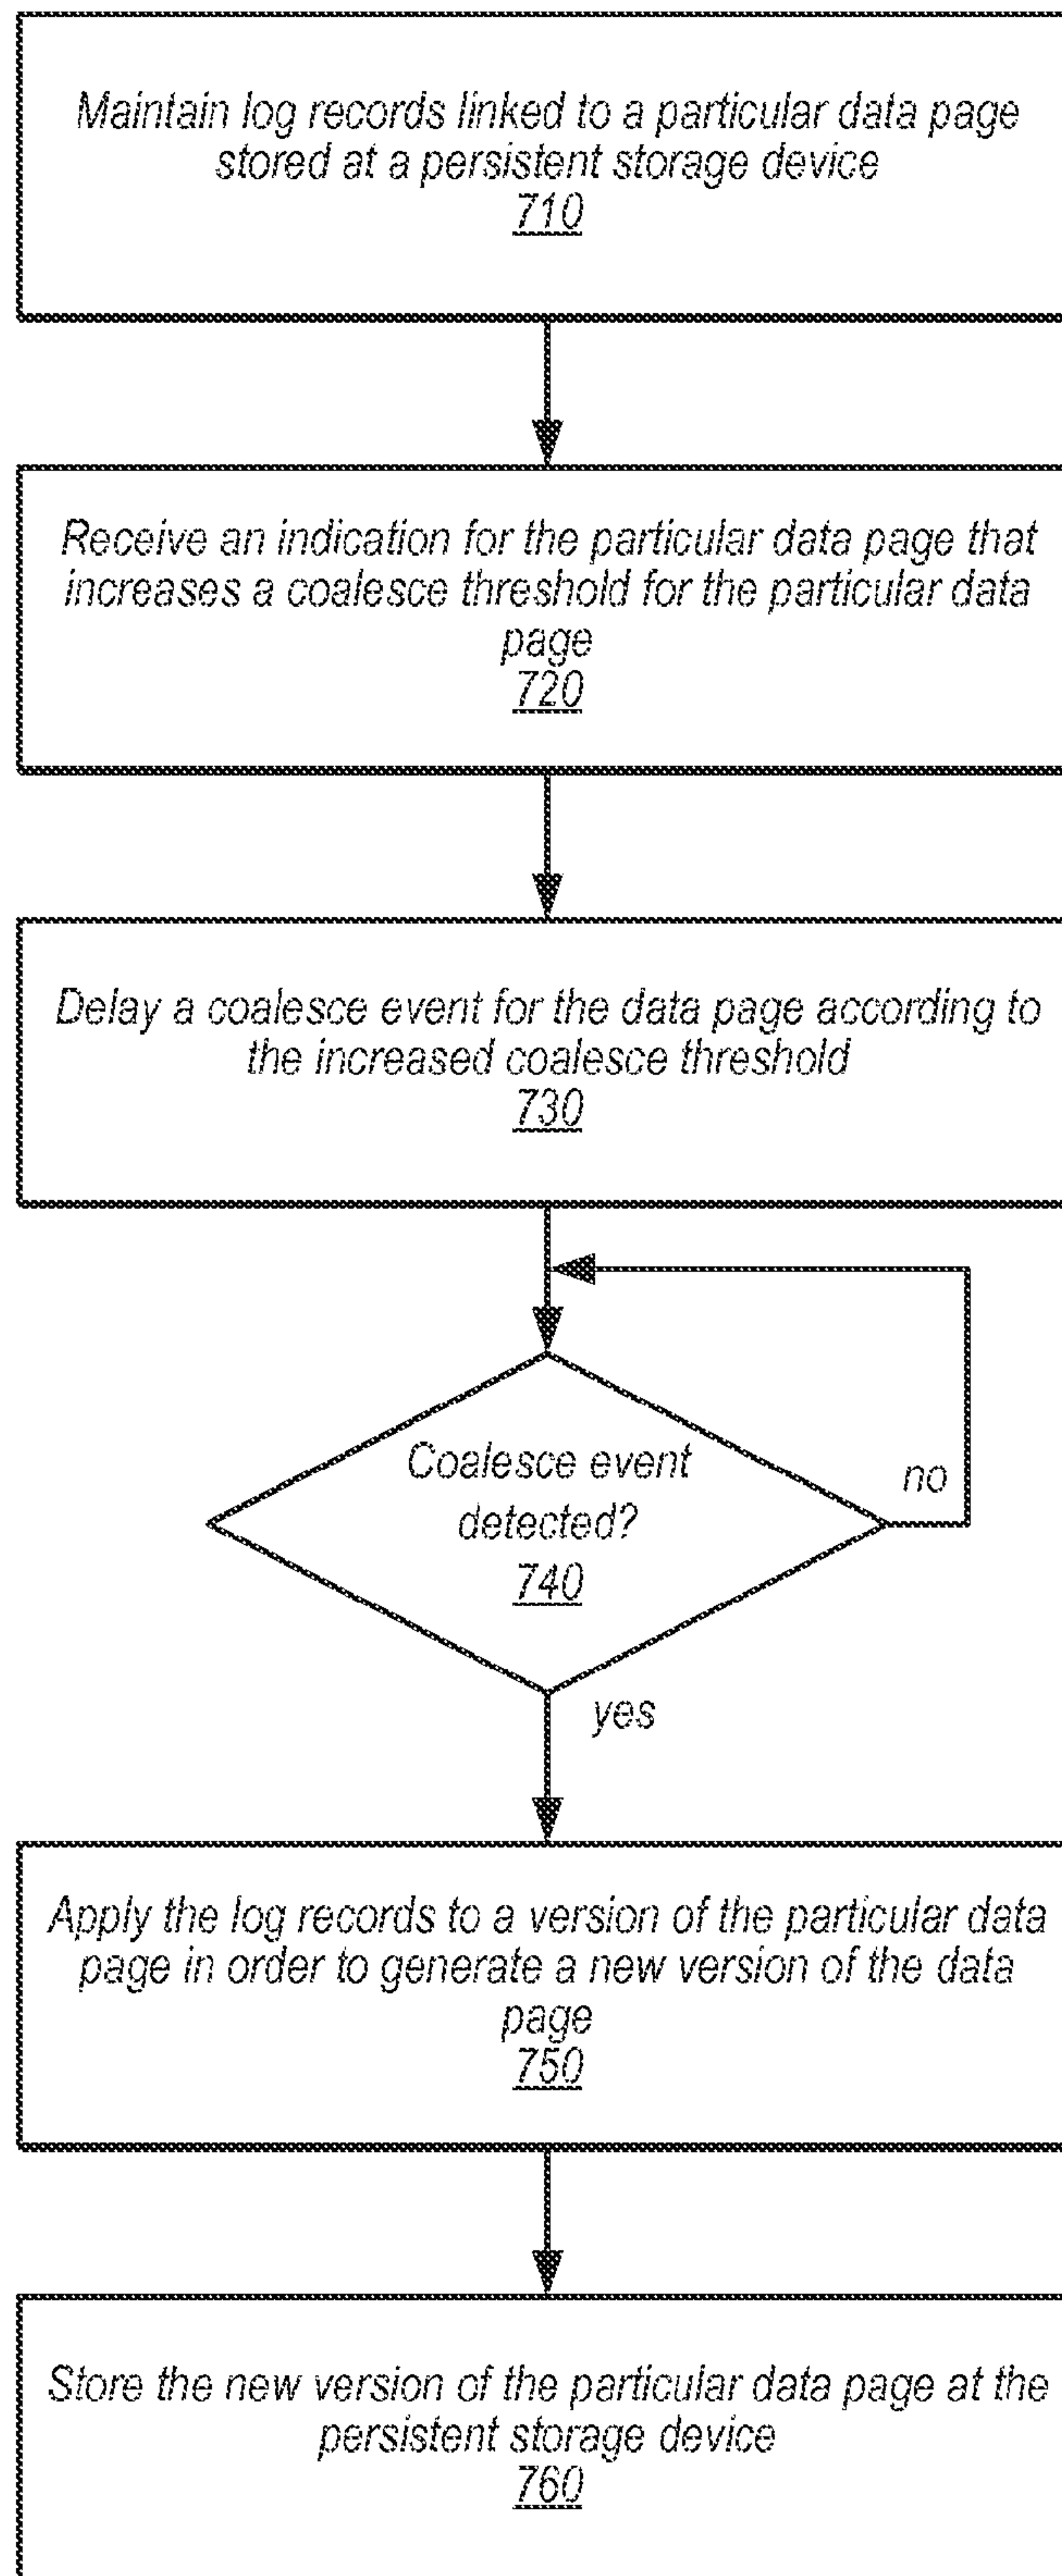 Maintain log records linked to a particular data page
stored at a persistent storage device
710
Receive an indication for the particular data page that
increases a coalesce threshold for the particular data
page
720
Delay a coalesce event for the data page according to
the increased coalesce threshold
730
Coalesce event
detected?
740
no
yes
Apply the log records to a version of the particular data
page in order to generate a new version of the data
page
750
Store the new version of the particular data page at the
persistent storage device
760